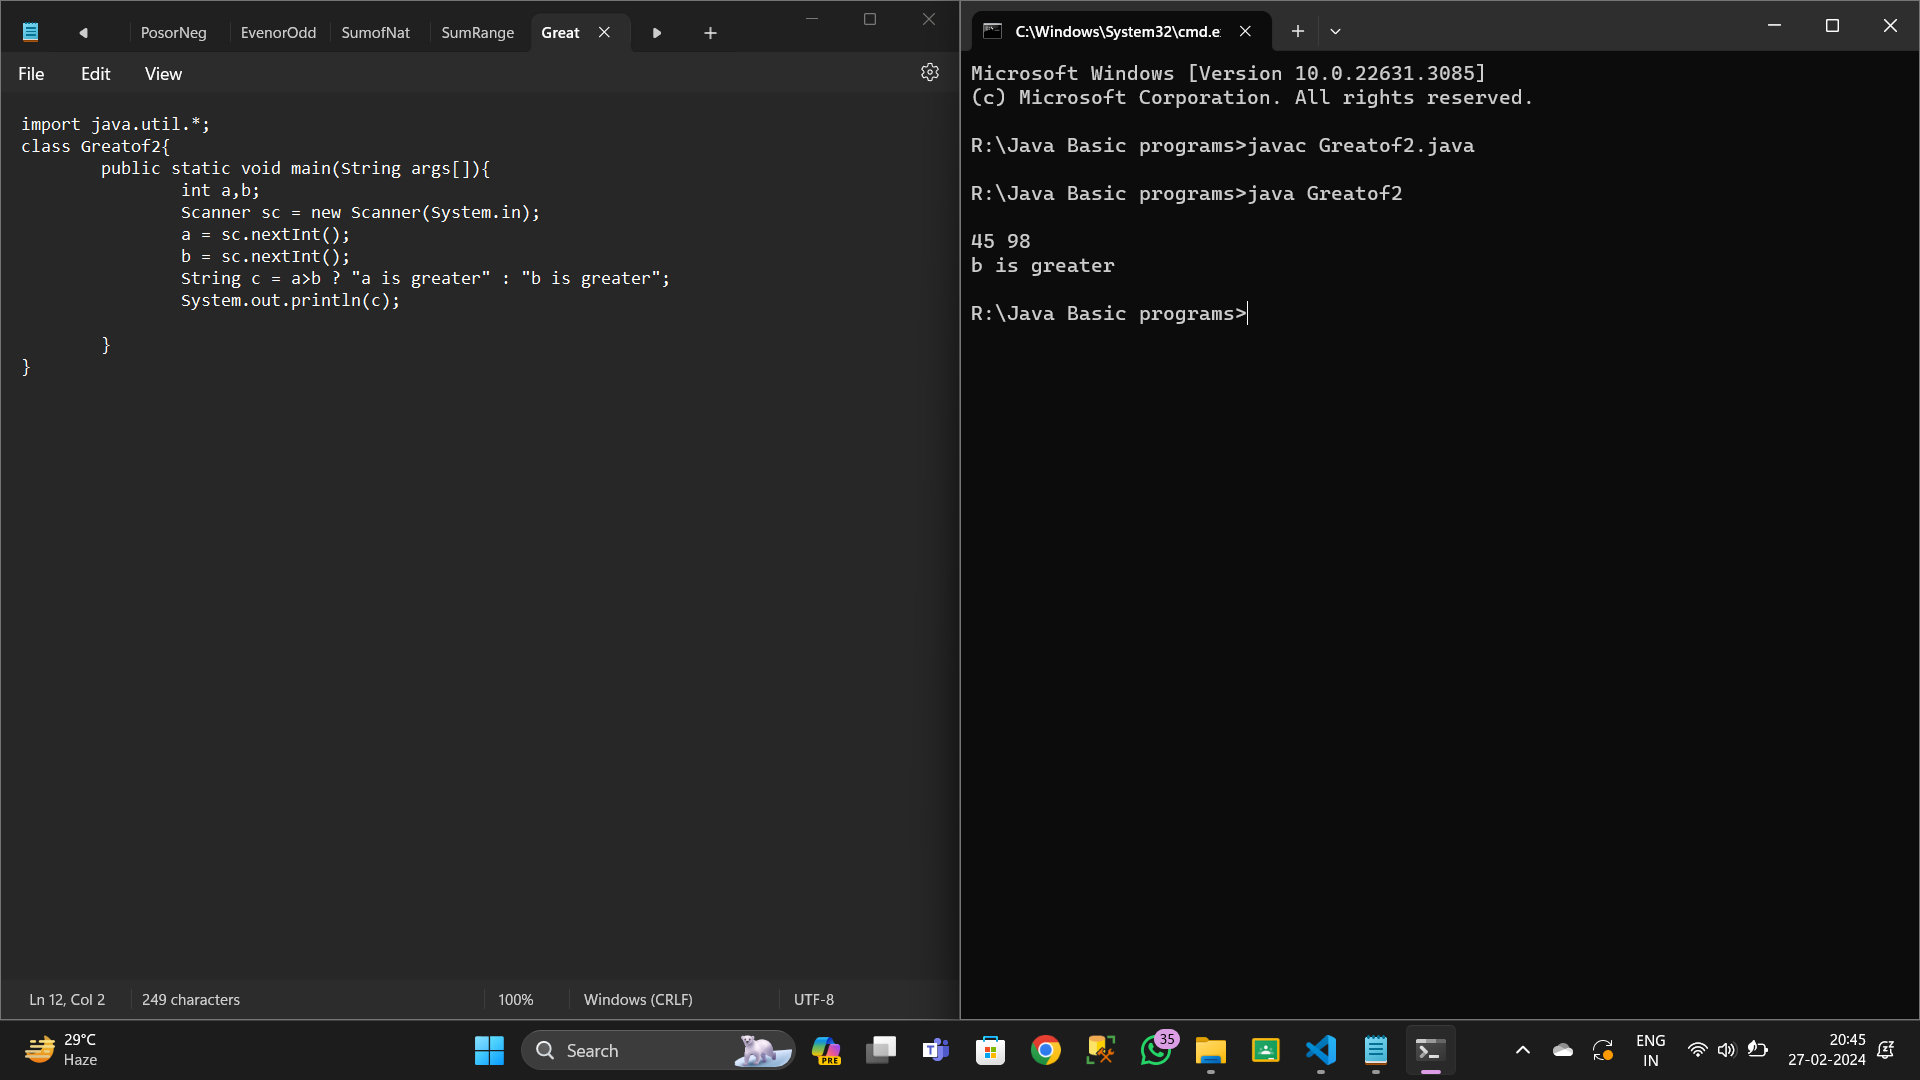 PosorNeg EvenorOdd SumofNat SumRange Great
File Edit View
import java.util.*;
class Greatof2{
        public static void main(String args[]){
                int a,b;
                Scanner sc = new Scanner(System.in);
                a = sc.nextInt();
                b = sc.nextInt();
                String c = a>b ? "a is greater" : "b is greater";
                System.out.println(c);
        }
}
Ln 12, Col 2 249 characters 100% Windows (CRLF) UTF-8
C:\Windows\System32\cmd.e
Microsoft Windows [Version 10.0.22631.3085]
(c) Microsoft Corporation. All rights reserved.
R:\Java Basic programs>javac Greatof2.java
R:\Java Basic programs>java Greatof2
45 98
b is greater
R:\Java Basic programs>
29°C
Haze
Search
PRE
35
ENG
IN
20:45
27-02-2024